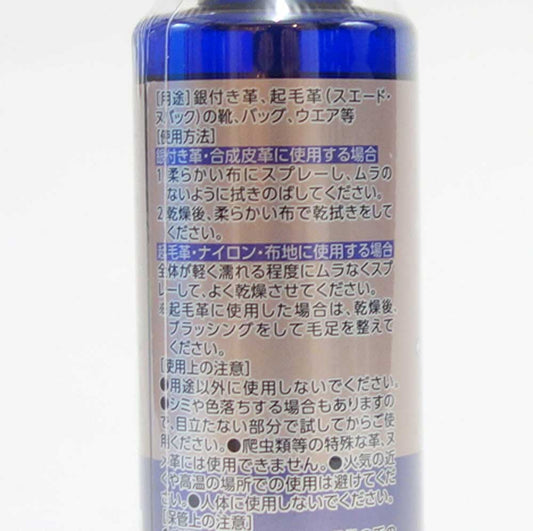 [用途]銀付き革、起毛革(スエード・
ヌバック)の靴、バッグ、ウエア等
[使用方法]
銀付き革・合成皮革に使用する場合
1 柔らかい布にスプレーし、ムラの
ないように拭きのばしてください。
2 乾燥後、柔らかい布で乾拭きをして
ください。
起毛革・ナイロン・布地に使用する場合
全体が軽く濡れる程度にムラなくスプ
レーして、よく乾燥させてください。
※起毛革に使用した場合は、乾燥後、
ブラッシングをして毛足を整えて
ください。
[使用上の注意]
●用途以外に使用しないでください。
●シミや色落ちする場合もありますの
で、目立たない部分で試してからご使
用ください。●爬虫類等の特殊な革、ヌ
メ革には使用できません。●火気の近
くや高温の場所での使用は避けてくだ
さい。●人体に使用しないでください。
[保管上の注意]